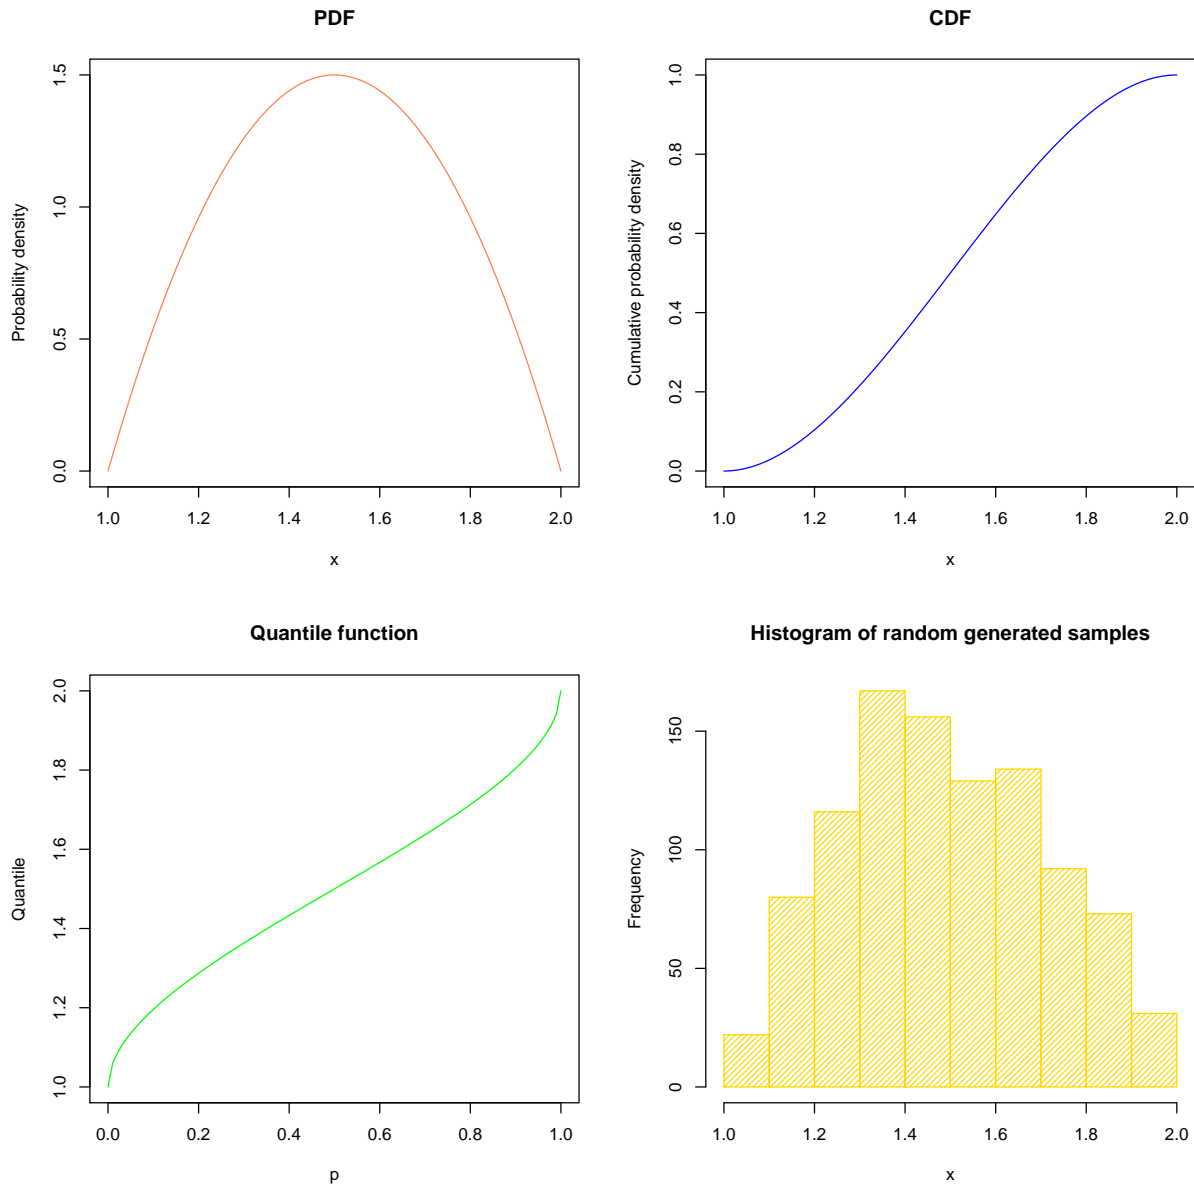 PDF
Probability density
1.5
1.0
0.5
0.0
1.0 1.2 1.4 1.6 1.8 2.0
x
CDF
Cumulative probability density
1.0
0.8
0.6
0.4
0.2
0.0
1.0 1.2 1.4 1.6 1.8 2.0
x
Quantile function
Quantile
2.0
1.8
1.6
1.4
1.2
1.0
0.0 0.2 0.4 0.6 0.8 1.0
p
Histogram of random generated samples
Frequency
150
100
50
0
1.0 1.2 1.4 1.6 1.8 2.0
x